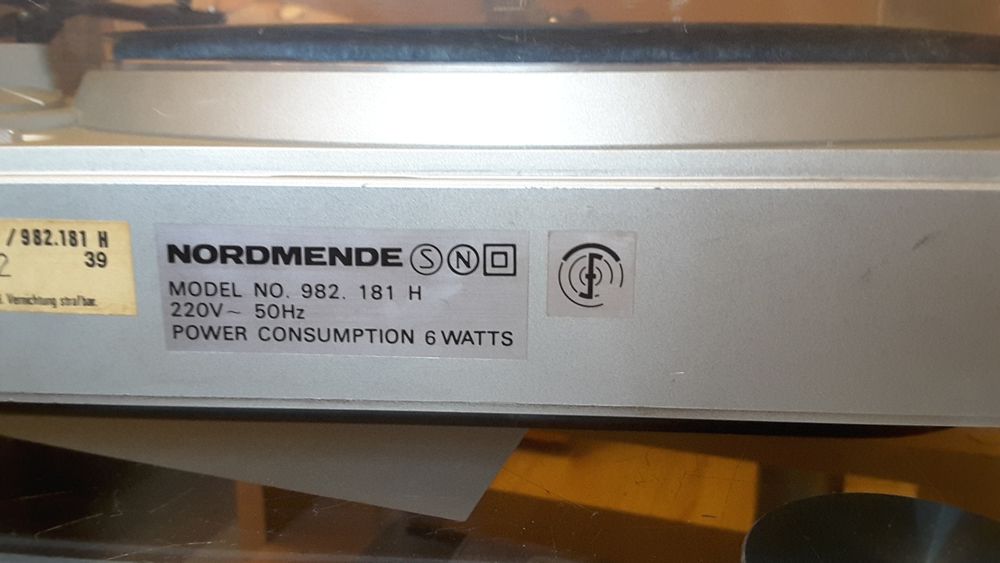 / 982.181 H
2 39
. Vernichtung strafbar.
NORDMENDE S N
MODEL NO. 982. 181 H
220V~ 50Hz
POWER CONSUMPTION 6 WATTS